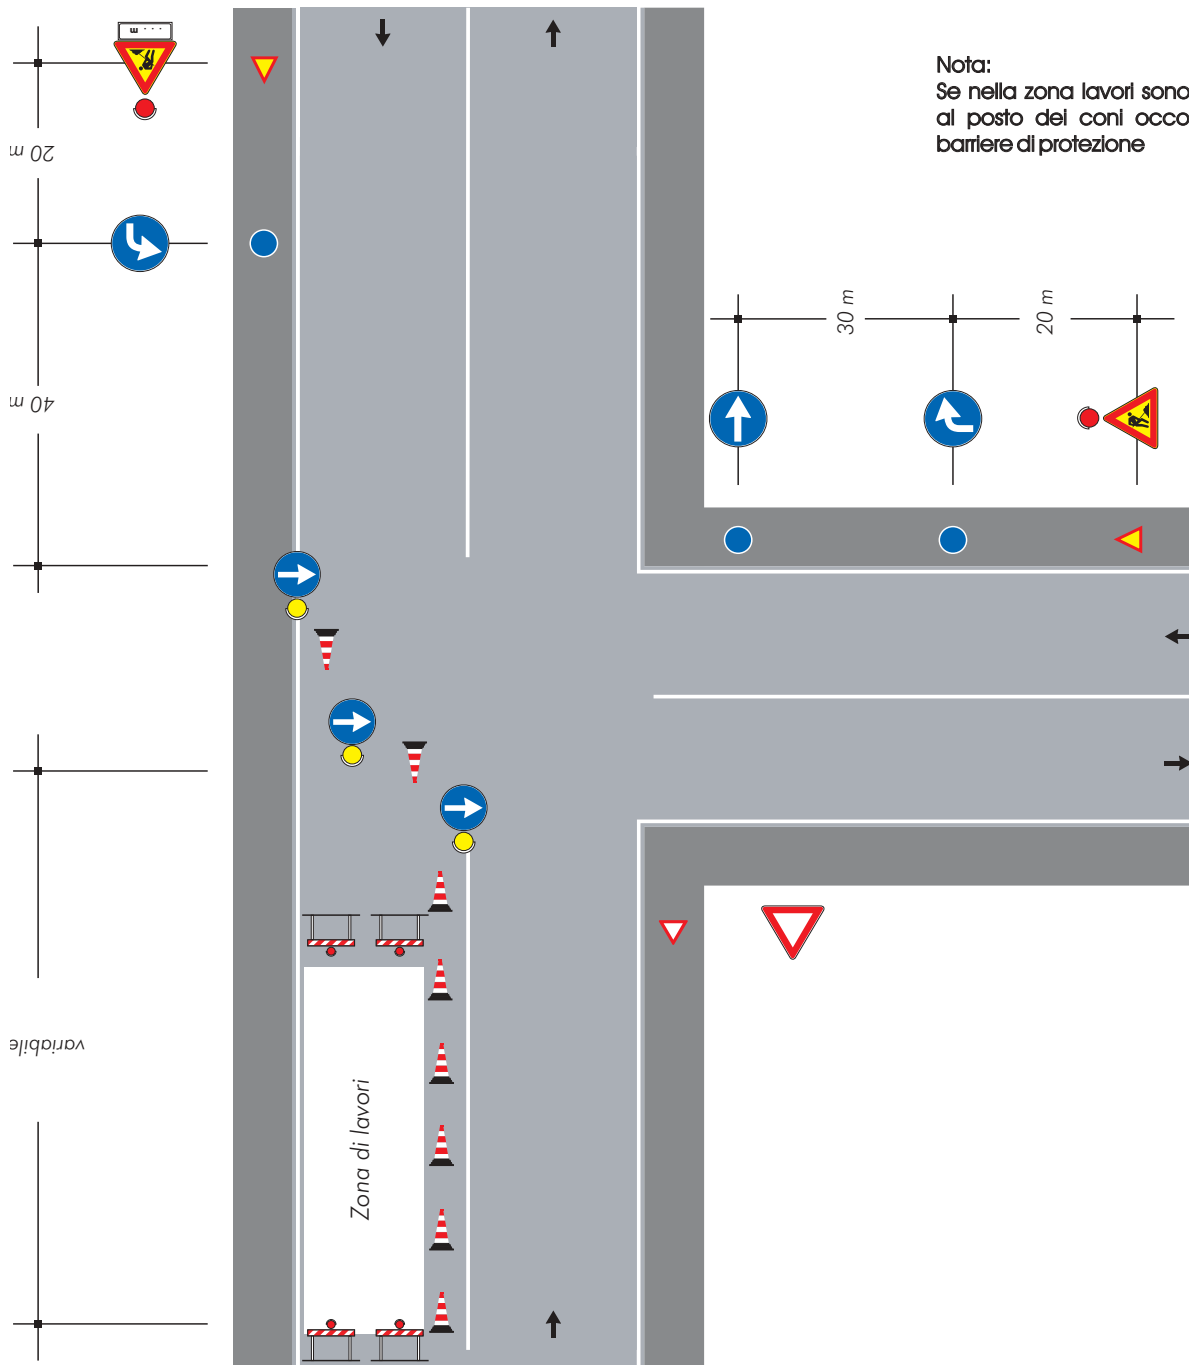 Nota:
Se nella zona lavori sono
al posto dei coni occo
barriere di protezione
20 m
40 m
30 m
20 m
variabile
Zona di lavori